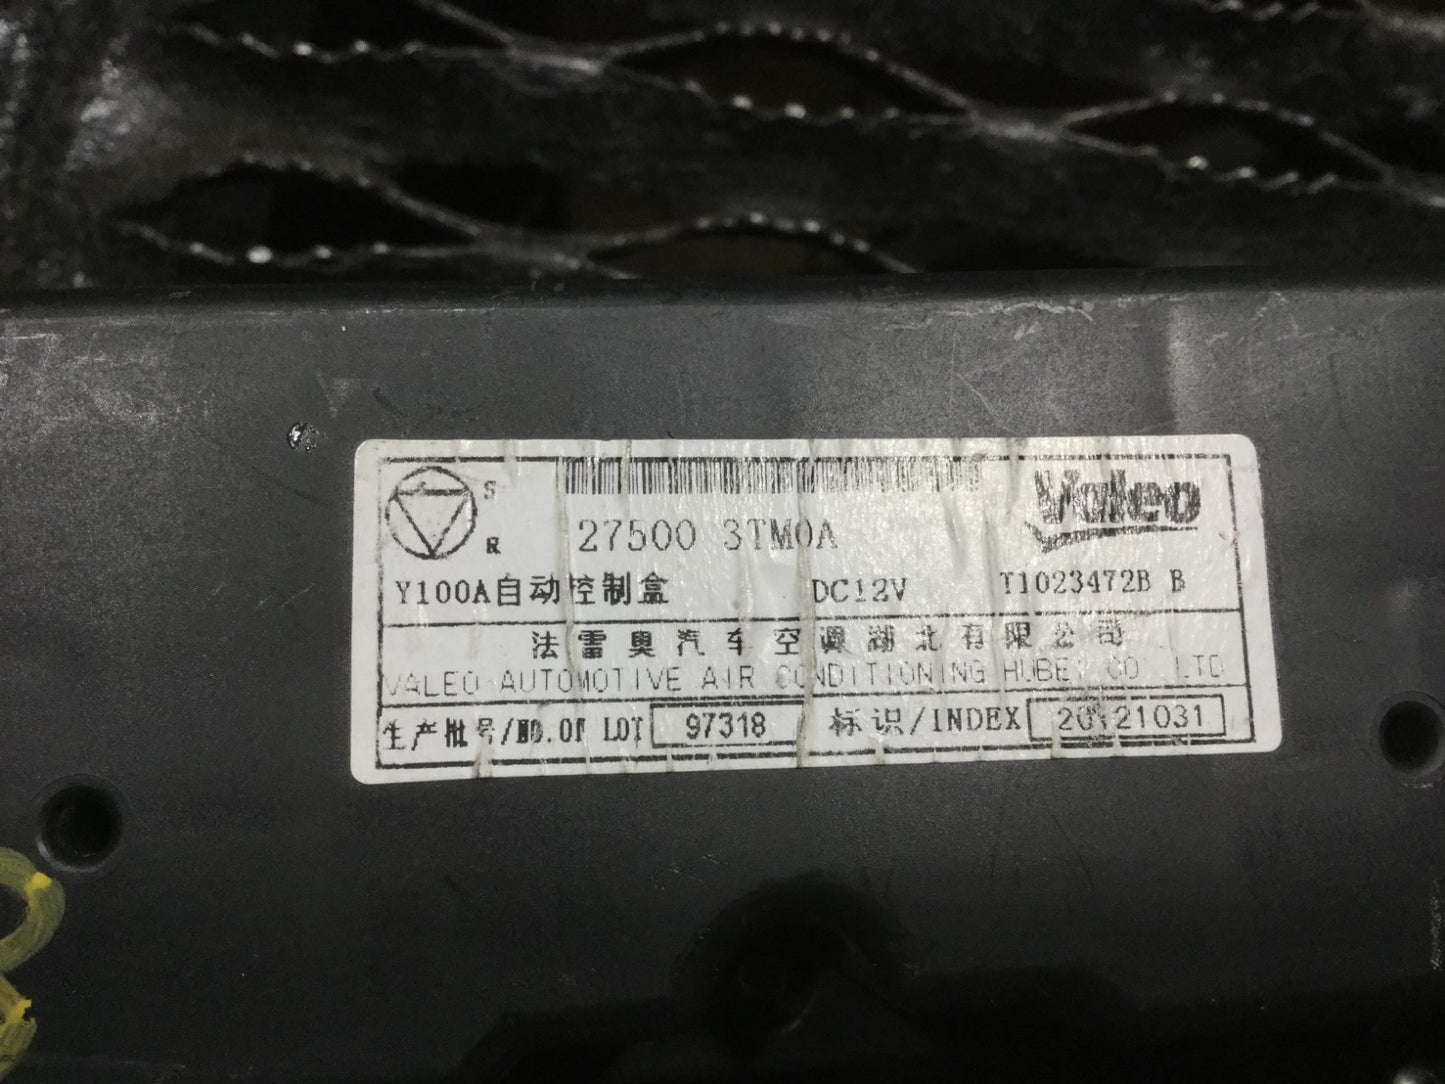 S
R
27500 3TM0A
Valeo
Y100A自动控制盒 DC12V T1023472B B
法雷奥汽车空调湖北有限公司
VALEO AUTOMOTIVE AIR CONDITIONING HUBEI CO LTD
生产批号/NO.OF LOT 97318 标识/INDEX 20121031